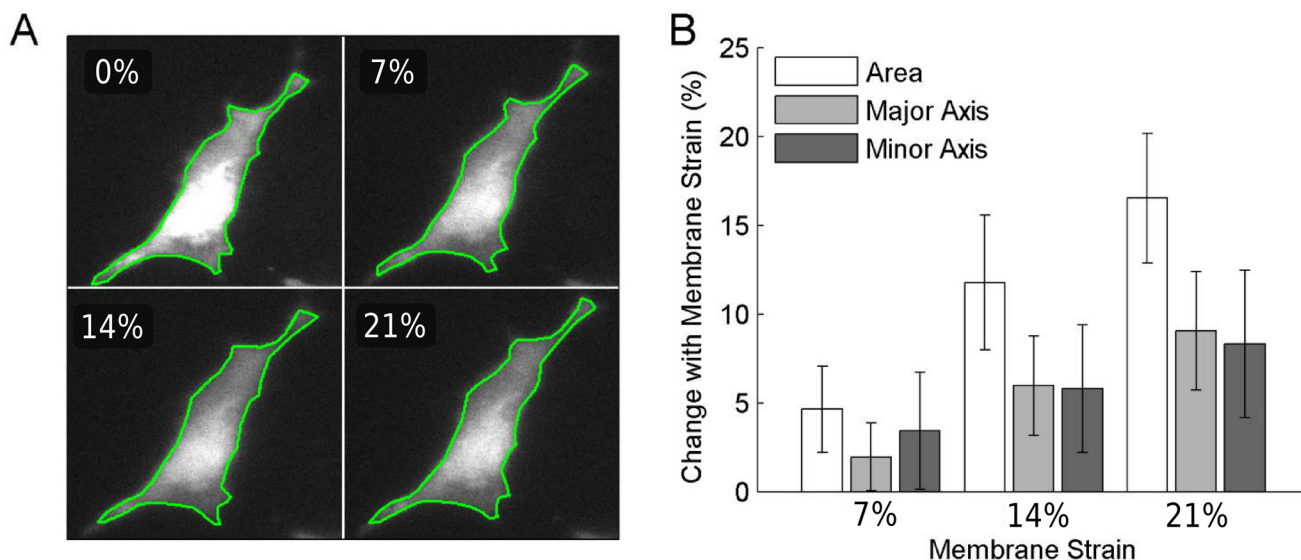 A
0%
7%
14%
21%
B
Change with Membrane Strain (%)
25
20
15
10
5
0
Area
Major Axis
Minor Axis
7%
14%
21%
Membrane Strain